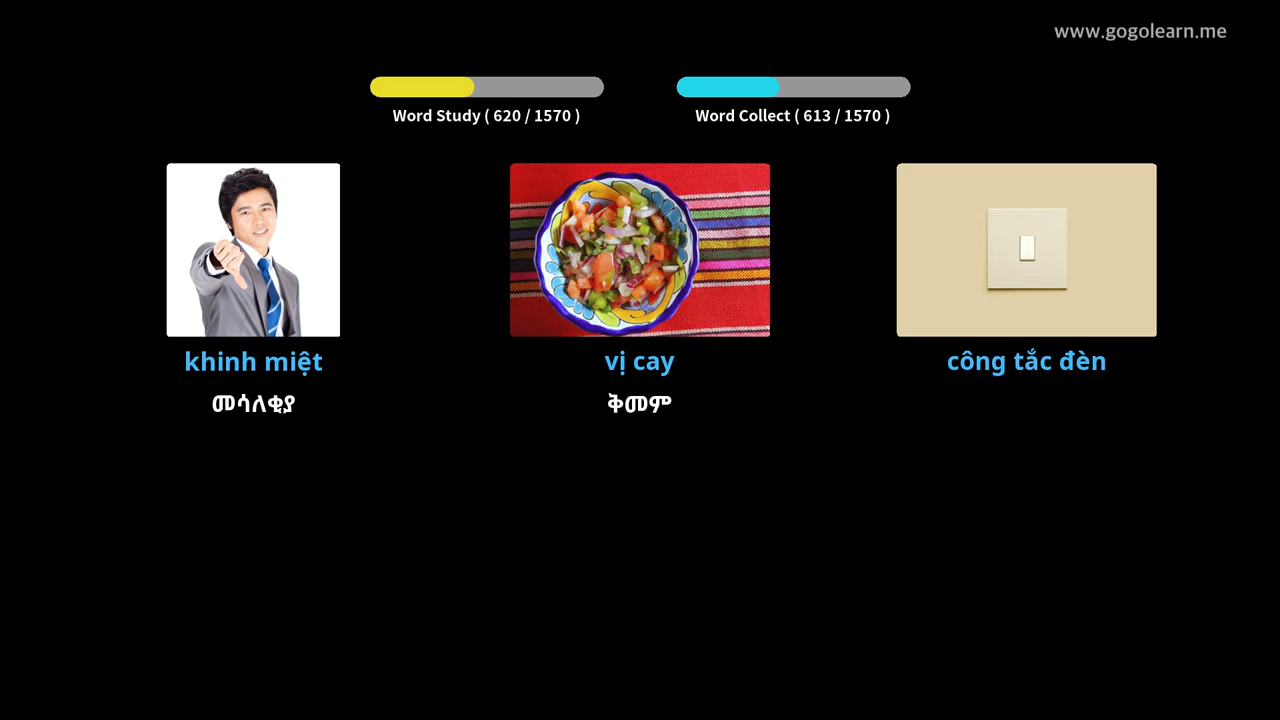 www.gogolearn.me
Word Study ( 620 / 1570 )
Word Collect ( 613 / 1570 )
khinh miệt
vị cay
công tắc đèn
መሳለቂያ
ቅመም